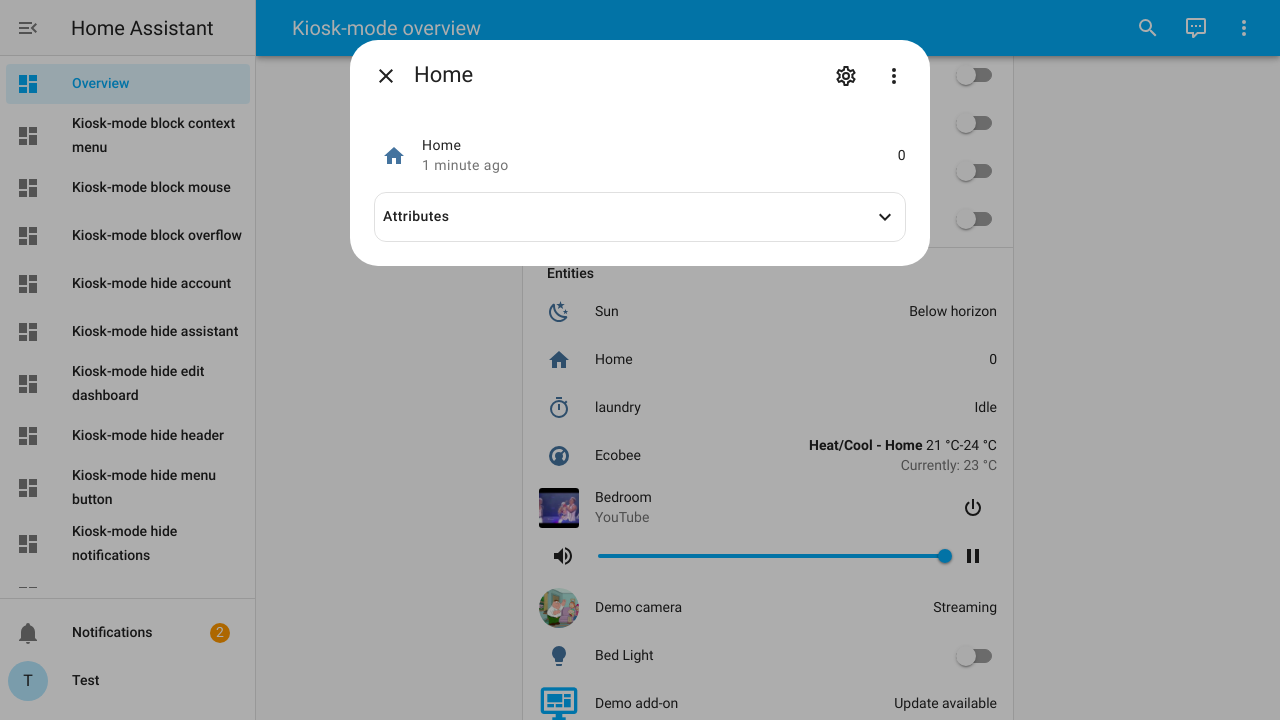 Home Assistant
Kiosk-mode overview
Overview
Kiosk-mode block context
menu
Kiosk-mode block mouse
Kiosk-mode block overflow
Kiosk-mode hide account
Kiosk-mode hide assistant
Kiosk-mode hide edit
dashboard
Kiosk-mode hide header
Kiosk-mode hide menu
button
Kiosk-mode hide
notifications
Notifications
2
T
Test
Home
Home
1 minute ago
0
Attributes
Entities
Sun
Below horizon
Home
0
laundry
Idle
Ecobee
Heat/Cool - Home 21 °C-24 °C
Currently: 23 °C
Bedroom
YouTube
Demo camera
Streaming
Bed Light
Demo add-on
Update available